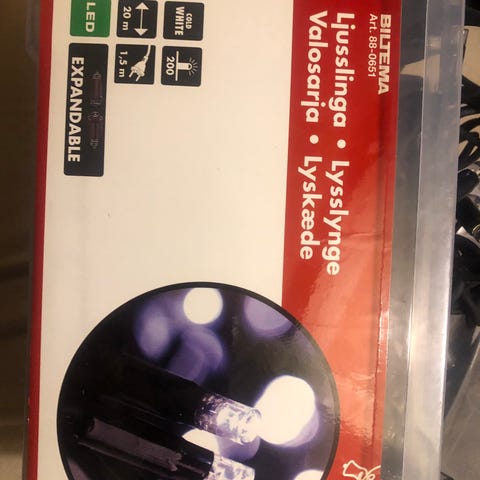 BILTEMA
Art. 88-0651
Ljusslinga • Lysslynge
Valosarja • Lyskæde
COLD
WHITE
200
20 m
1,5 m
LED
EXPANDABLE